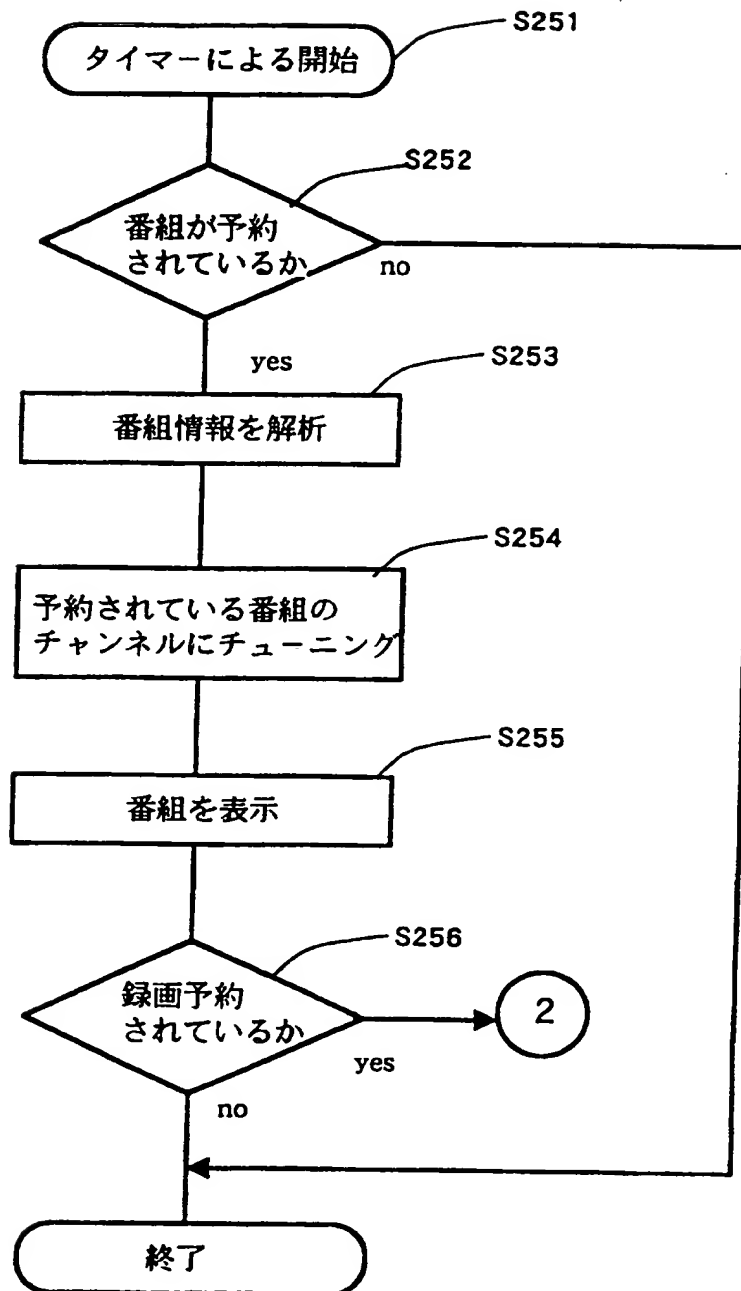 S251
タイマーによる開始
S252
番組が予約
されているか
no
yes
S253
番組情報を解析
S254
予約されている番組の
チャンネルにチューニング
S255
番組を表示
S256
録画予約
されているか
2
yes
no
終了